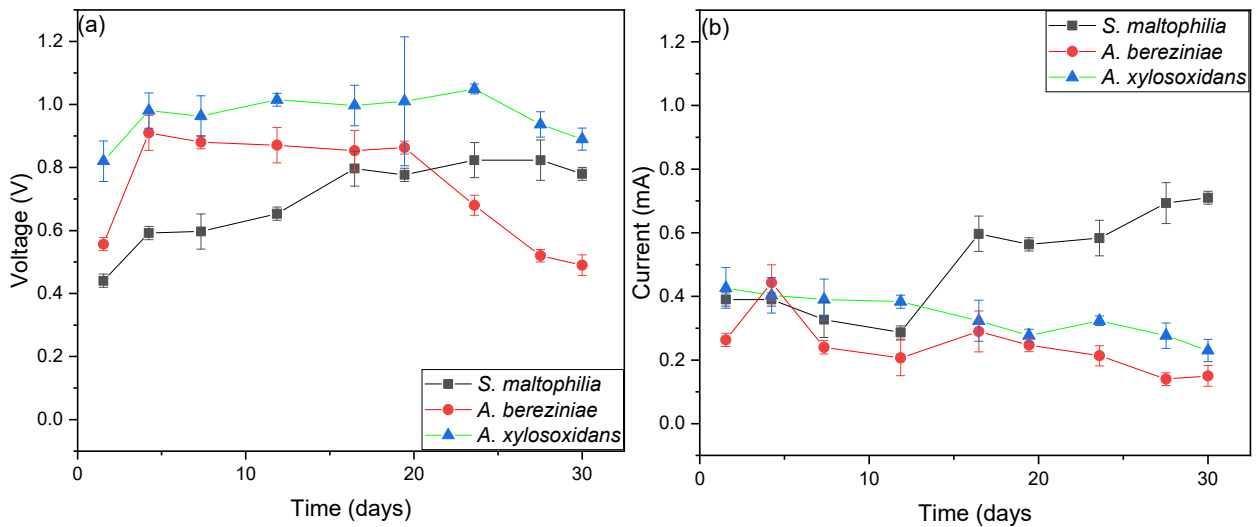 (a)
1.2
1.0
0.8
0.6
0.4
0.2
0.0
Voltage (V)
0
10
20
30
Time (days)
S. maltophilia
A. bereziniae
A. xylosoxidans
(b)
1.2
1.0
0.8
0.6
0.4
0.2
0.0
Current (mA)
0
10
20
30
Time (days
S. maltophilia
A. bereziniae
A. xylosoxidans